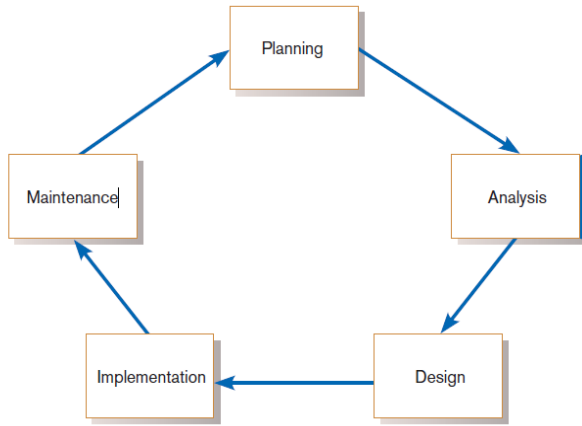 Planning
Analysis
Design
Implementation
Maintenance